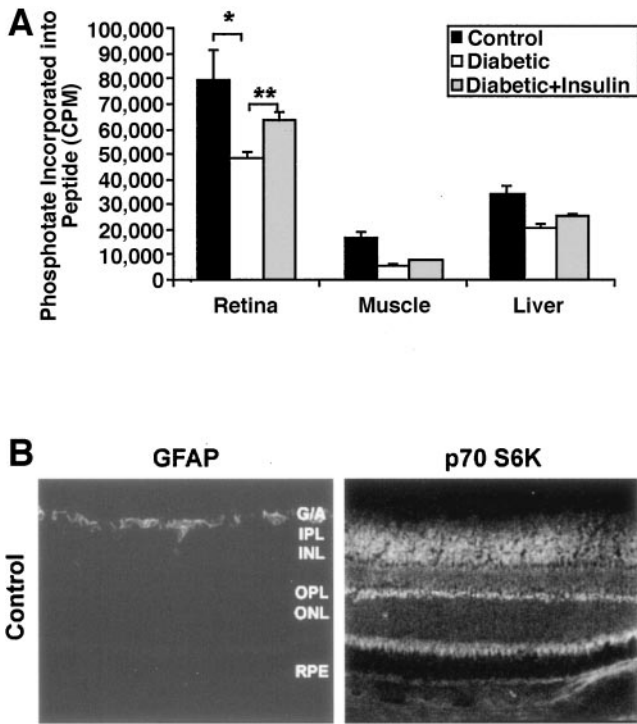 A
Phosphotate Incorporated into
Peptide (CPM)
90,000
80,000
70,000
60,000
50,000
40,000
30,000
20,000
10,000
0
*
**
Control
Diabetic
Diabetic+Insulin
Retina Muscle Liver
B
GFAP p70 S6K
Control
G/A
IPL
INL
OPL
ONL
RPE